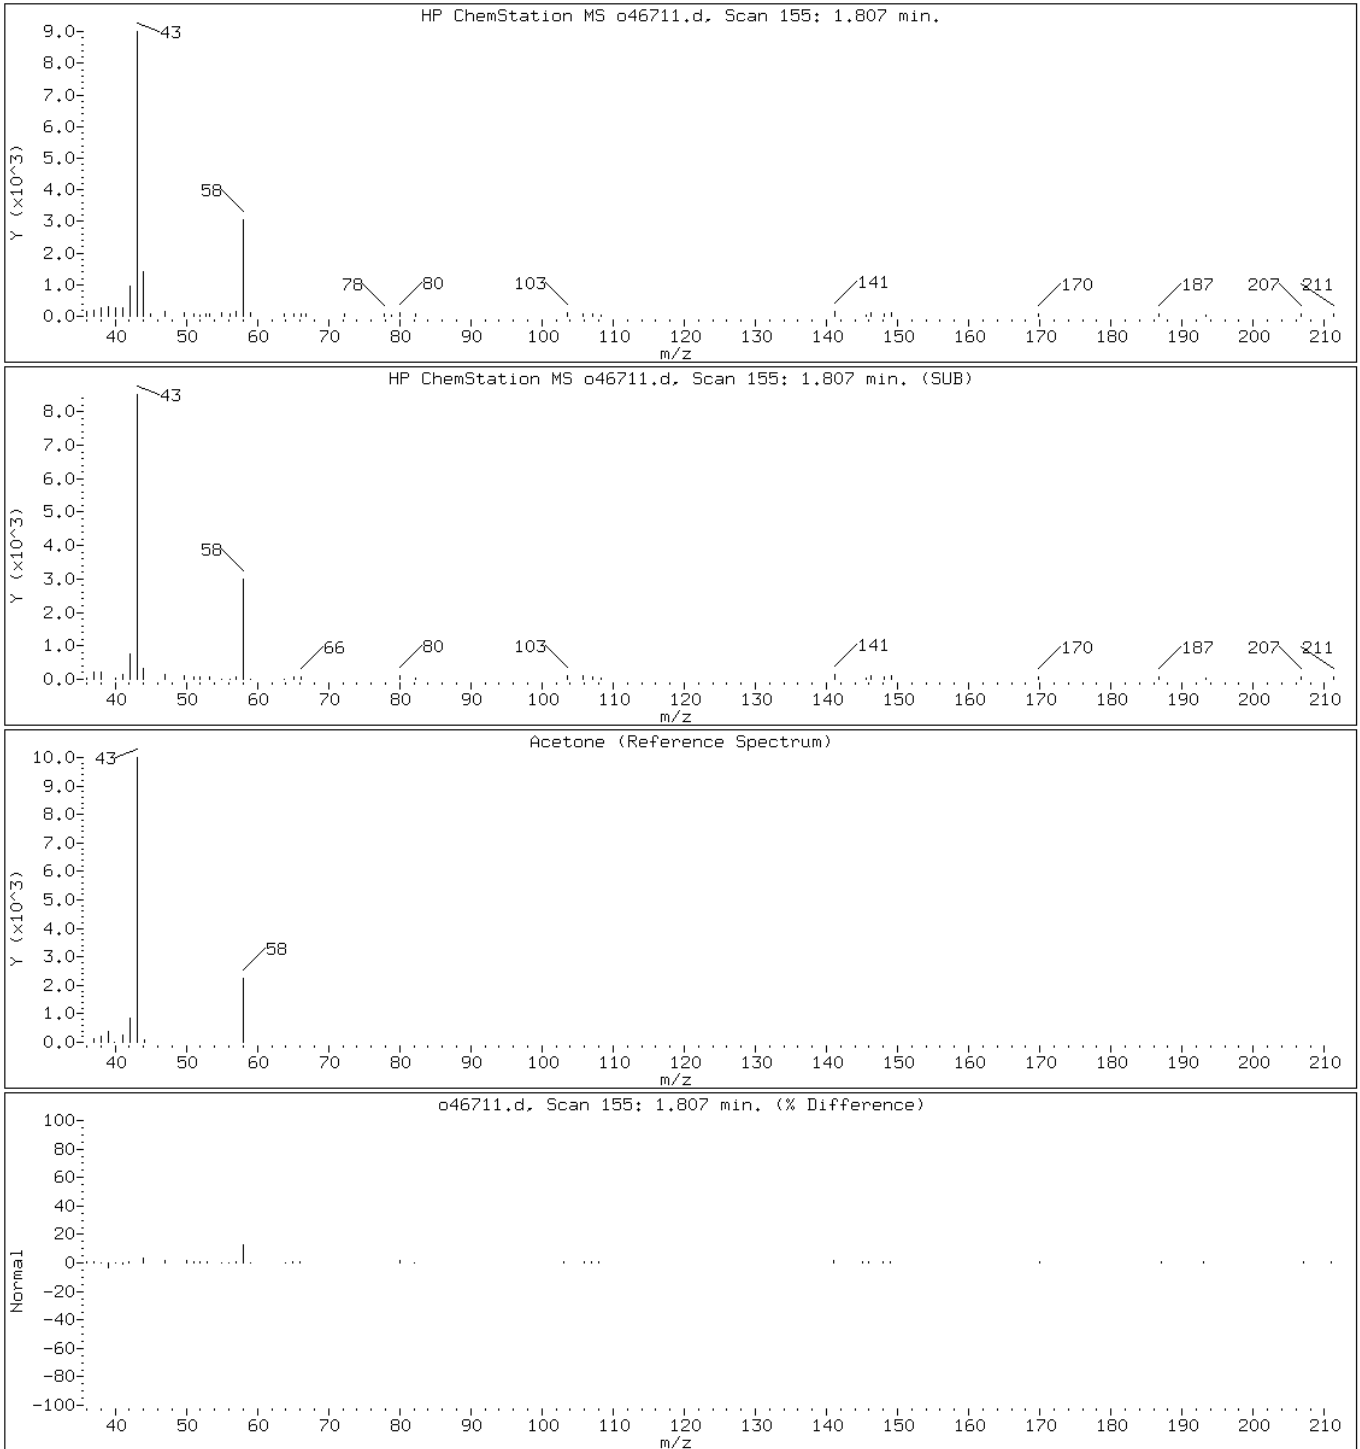 HP ChemStation MS o46711.d, Scan 155: 1.807 min.
Y (x10^3)
9.0
8.0
7.0
6.0
5.0
4.0
3.0
2.0
1.0
0.0
43
58
78 80 103 141 170 187 207 211
40 50 60 70 80 90 100 110 120 130 140 150 160 170 180 190 200 210
m/z
HP ChemStation MS o46711.d, Scan 155: 1.807 min. (SUB)
Y (x10^3)
8.0
7.0
6.0
5.0
4.0
3.0
2.0
1.0
0.0
43
58
66 80 103 141 170 187 207 211
40 50 60 70 80 90 100 110 120 130 140 150 160 170 180 190 200 210
m/z
Acetone (Reference Spectrum)
Y (x10^3)
10.0
9.0
8.0
7.0
6.0
5.0
4.0
3.0
2.0
1.0
0.0
43
58
40 50 60 70 80 90 100 110 120 130 140 150 160 170 180 190 200 210
m/z
o46711.d, Scan 155: 1.807 min. (% Difference)
Normal
100
80
60
40
20
0
-20
-40
-60
-80
-100
40 50 60 70 80 90 100 110 120 130 140 150 160 170 180 190 200 210
m/z